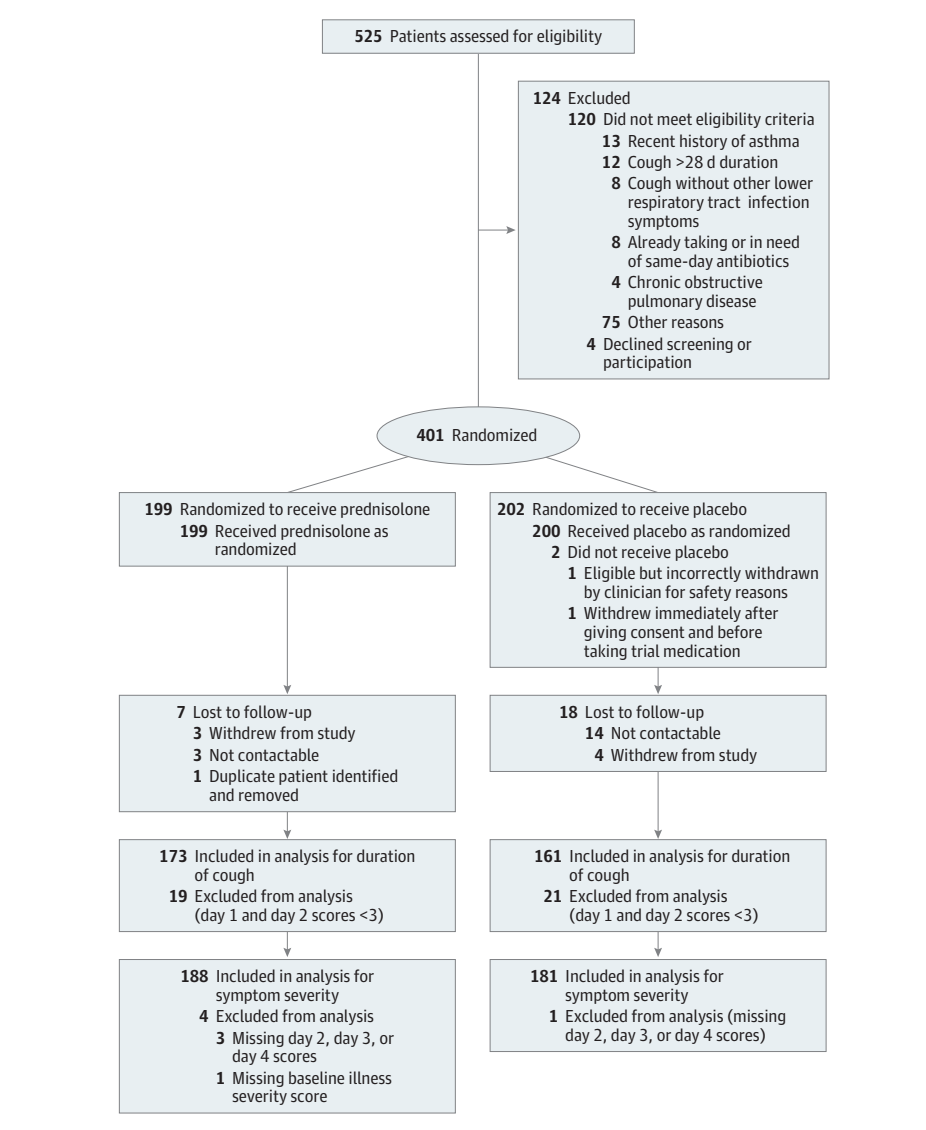 525 Patients assessed for eligibility
124 Excluded
120 Did not meet eligibility criteria
13 Recent history of asthma
12 Cough >28 d duration
8 Cough without other lower
respiratory tract infection
symptoms
8 Already taking or in need
of same-day antibiotics
4 Chronic obstructive
pulmonary disease
75 Other reasons
4 Declined screening or
participation
401 Randomized
199 Randomized to receive prednisolone
199 Received prednisolone as
randomized
202 Randomized to receive placebo
200 Received placebo as randomized
2 Did not receive placebo
1 Eligible but incorrectly withdrawn
by clinician for safety reasons
1 Withdrew immediately after
giving consent and before
taking trial medication
7 Lost to follow-up
3 Withdrew from study
3 Not contactable
1 Duplicate patient identified
and removed
18 Lost to follow-up
14 Not contactable
4 Withdrew from study
173 Included in analysis for duration
of cough
19 Excluded from analysis
(day 1 and day 2 scores <3)
161 Included in analysis for duration
of cough
21 Excluded from analysis
(day 1 and day 2 scores <3)
188 Included in analysis for
symptom severity
4 Excluded from analysis
3 Missing day 2, day 3, or
day 4 scores
1 Missing baseline illness
severity score
181 Included in analysis for
symptom severity
1 Excluded from analysis (missing
day 2, day 3, or day 4 scores)